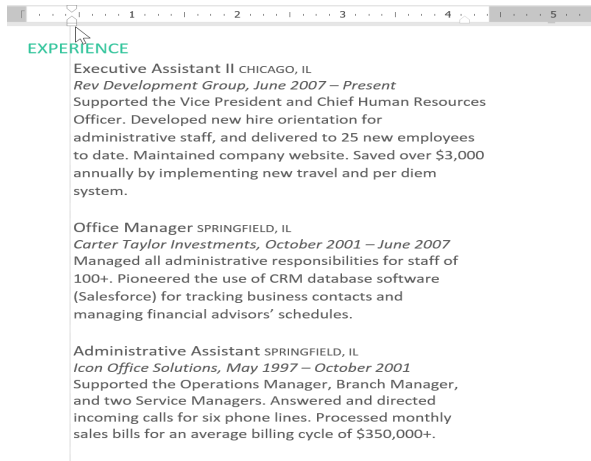 1 2 3 4 5
EXPERIENCE
Executive Assistant II CHICAGO, IL
Rev Development Group, June 2007 – Present
Supported the Vice President and Chief Human Resources
Officer. Developed new hire orientation for
administrative staff, and delivered to 25 new employees
to date. Maintained company website. Saved over $3,000
annually by implementing new travel and per diem
system.
Office Manager SPRINGFIELD, IL
Carter Taylor Investments, October 2001 – June 2007
Managed all administrative responsibilities for staff of
100+. Pioneered the use of CRM database software
(Salesforce) for tracking business contacts and
managing financial advisors’ schedules.
Administrative Assistant SPRINGFIELD, IL
Icon Office Solutions, May 1997 – October 2001
Supported the Operations Manager, Branch Manager,
and two Service Managers. Answered and directed
incoming calls for six phone lines. Processed monthly
sales bills for an average billing cycle of $350,000+.